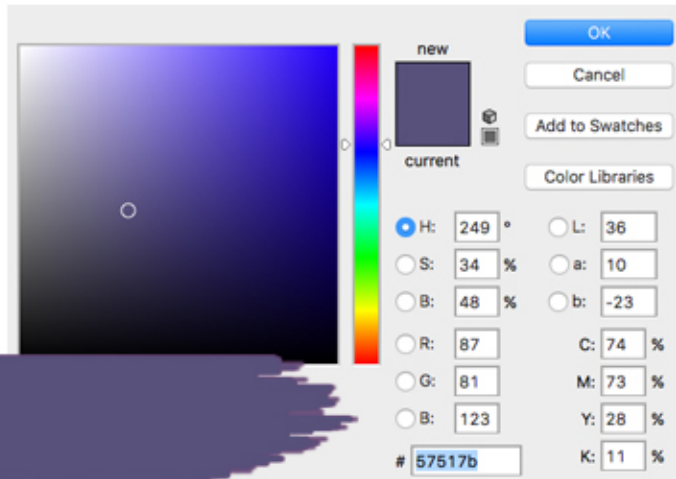 new
current
OK
Cancel
Add to Swatches
Color Libraries
H: 249 °
S: 34 %
B: 48 %
R: 87
G: 81
B: 123
# 57517b
L: 36
a: 10
b: -23
C: 74 %
M: 73 %
Y: 28 %
K: 11 %